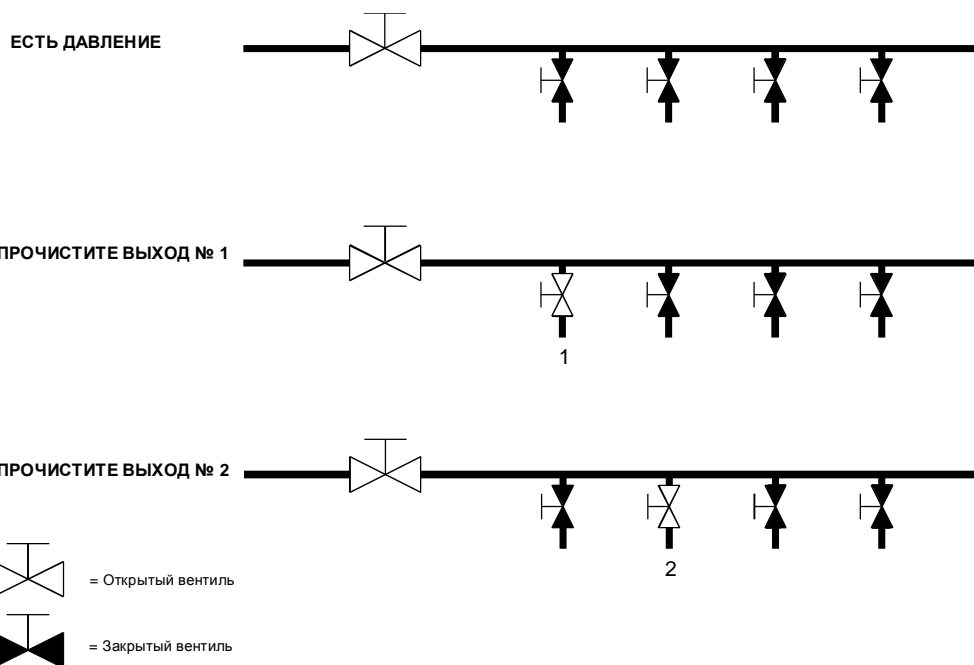 ЕСТЬ ДАВЛЕНИЕ
ПРОЧИСТИТЕ ВЫХОД № 1
1
ПРОЧИСТИТЕ ВЫХОД № 2
2
= Открытый вентиль
= Закрытый вентиль